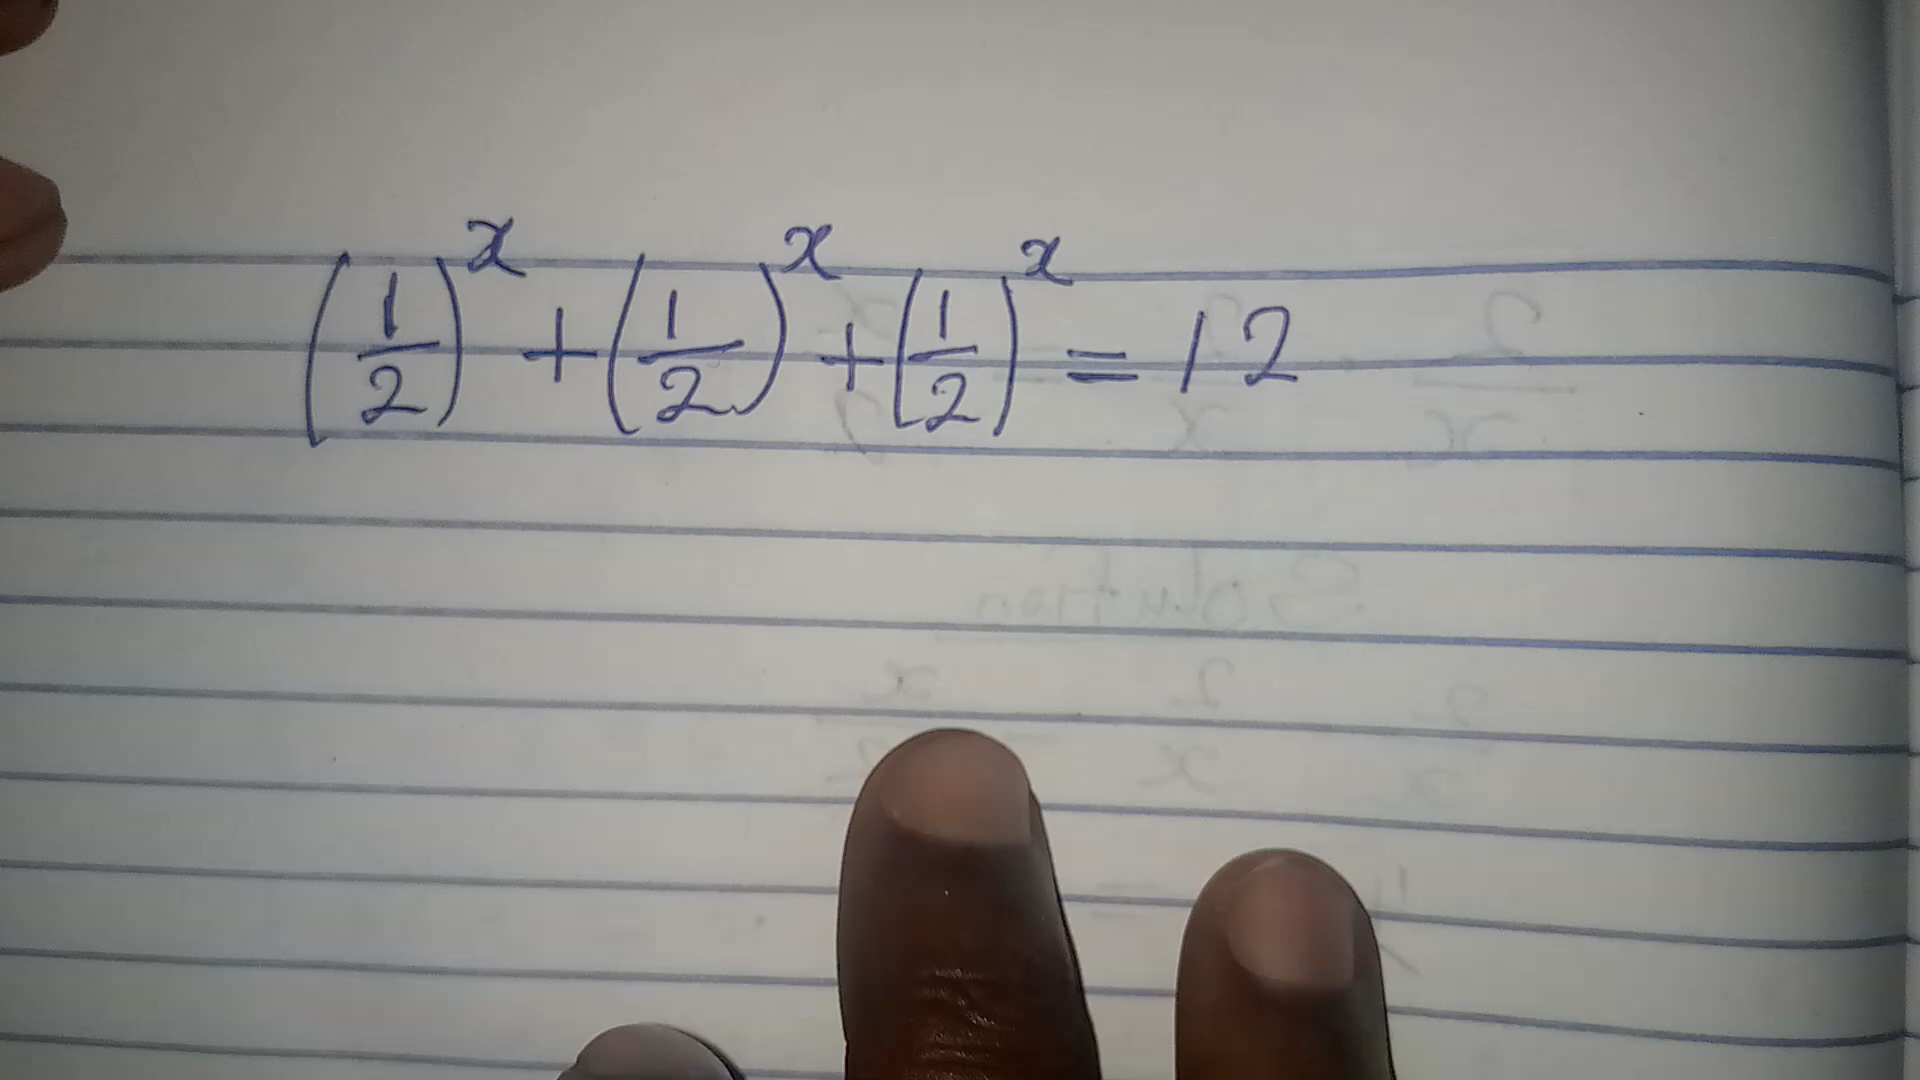 (1/2)^x + (1/2)^x + (1/2)^x = 12